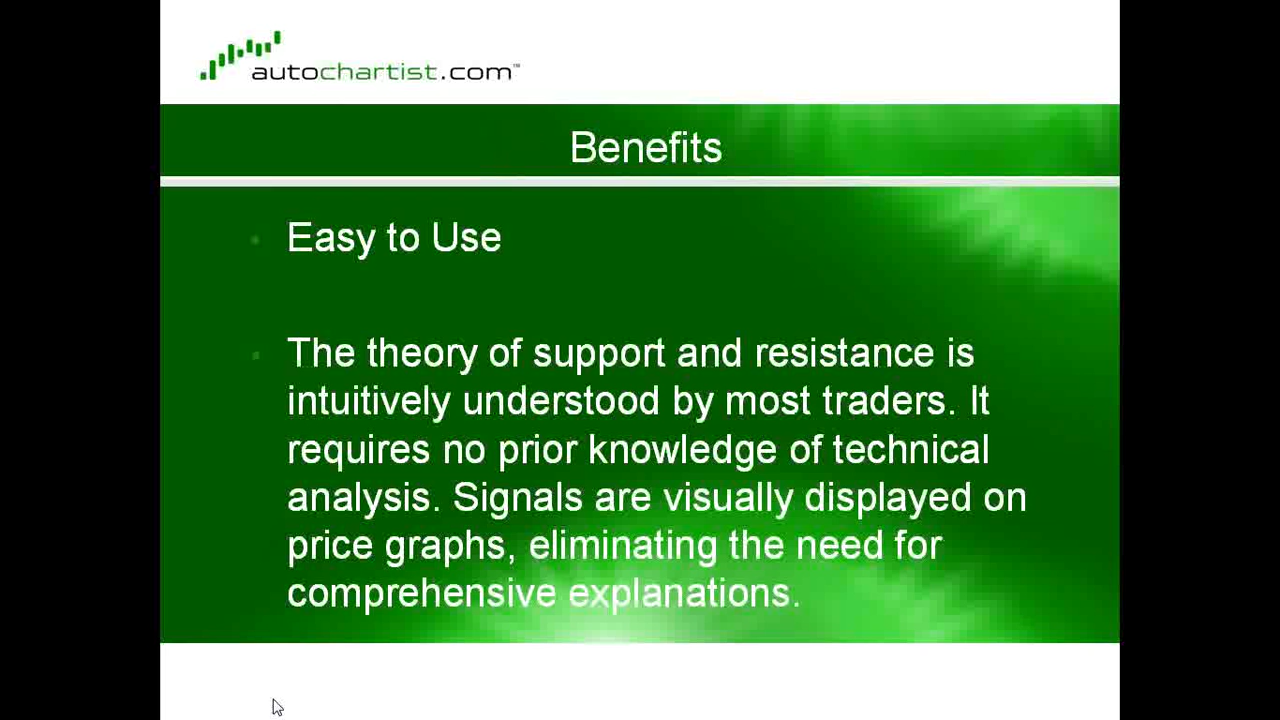 autochartist.com™
Benefits
Easy to Use
The theory of support and resistance is
intuitively understood by most traders. It
requires no prior knowledge of technical
analysis. Signals are visually displayed on
price graphs, eliminating the need for
comprehensive explanations.